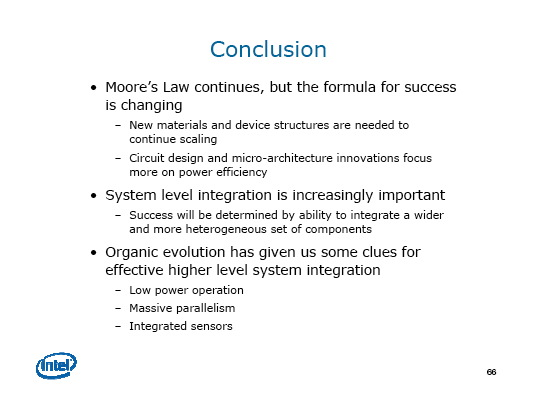 Conclusion
• Moore's Law continues, but the formula for success
is changing
– New materials and device structures are needed to
continue scaling
– Circuit design and micro-architecture innovations focus
more on power efficiency
• System level integration is increasingly important
– Success will be determined by ability to integrate a wider
and more heterogeneous set of components
• Organic evolution has given us some clues for
effective higher level system integration
– Low power operation
– Massive parallelism
– Integrated sensors
intel
66